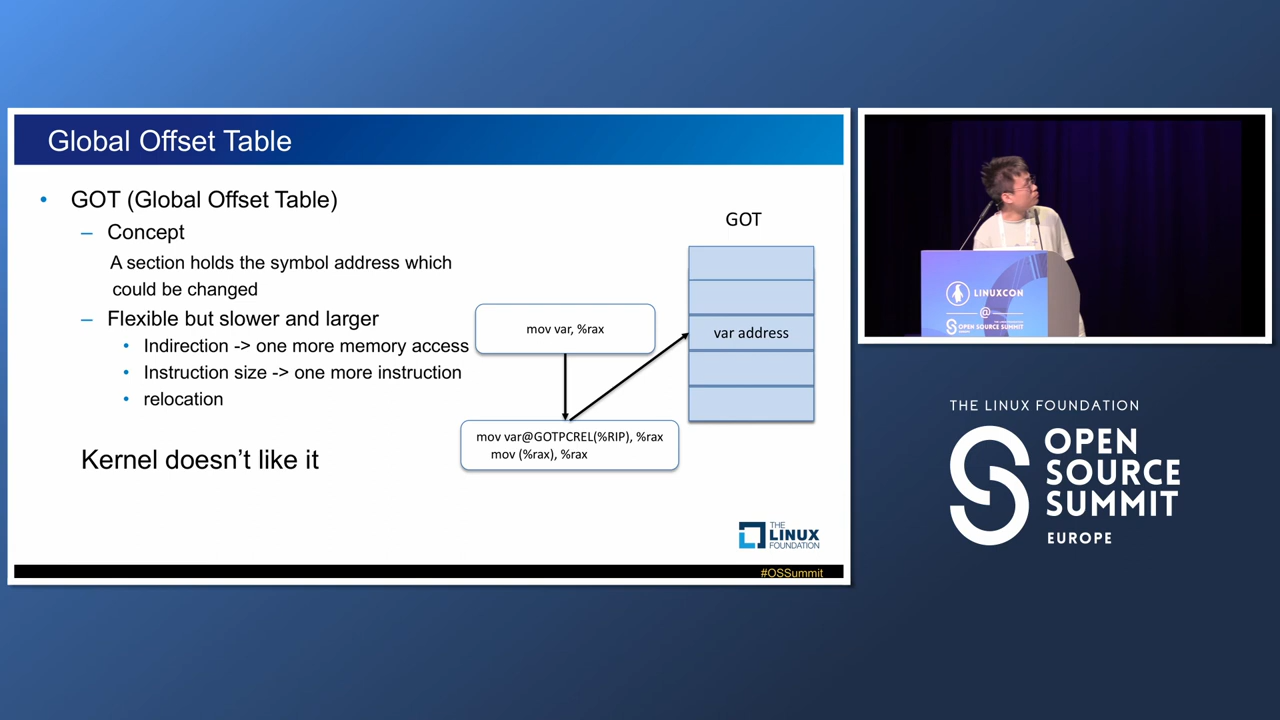 Global Offset Table
• GOT (Global Offset Table)
– Concept
A section holds the symbol address which
could be changed
– Flexible but slower and larger
• Indirection -> one more memory access
• Instruction size -> one more instruction
• relocation
Kernel doesn’t like it
GOT
mov var, %rax
var address
mov var@GOTPCREL(%RIP), %rax
mov (%rax), %rax
THE
LINUX
FOUNDATION
#OSSummit
LINUXCON
@
OPEN SOURCE SUMMIT
THE LINUX FOUNDATION
OPEN
SOURCE
SUMMIT
EUROPE